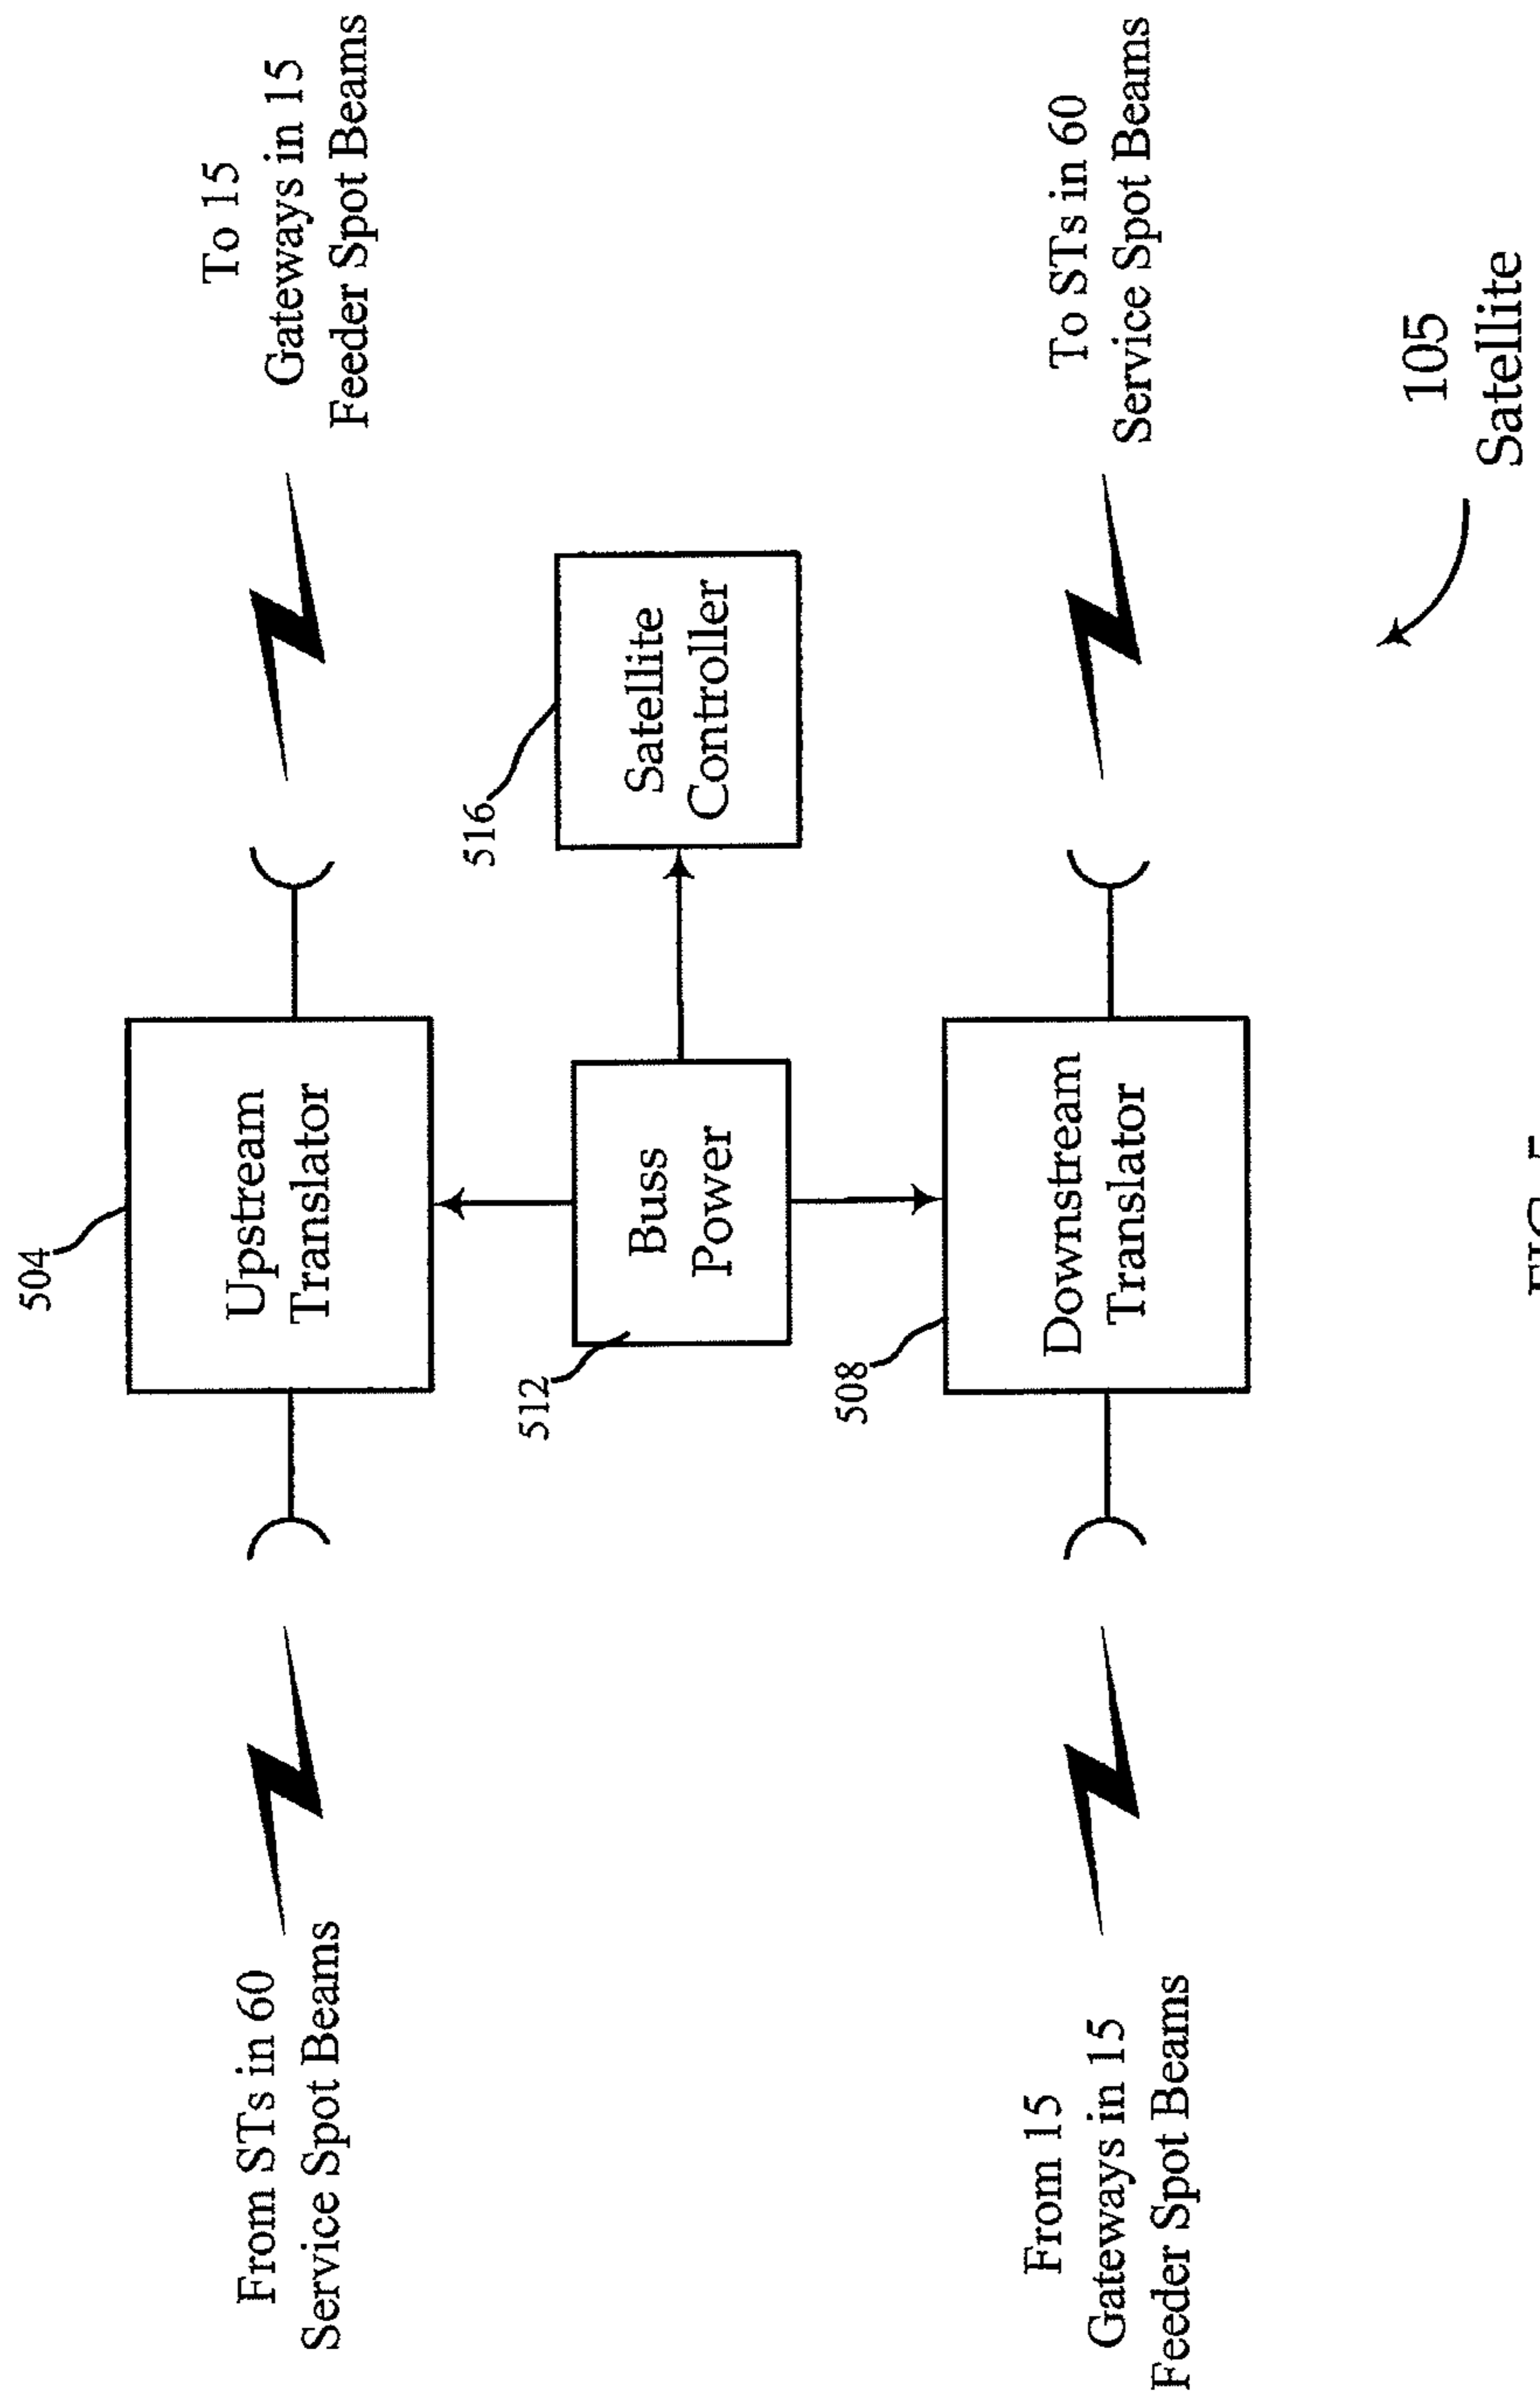 504
From STs in 60
Service Spot Beams
Upstream
Translator
To 15
Gateways in 15
Feeder Spot Beams
516
512
Buss
Power
Satellite
Controller
508
From 15
Gateways in 15
Feeder Spot Beams
Downstream
Translator
To STs in 60
Service Spot Beams
105
Satellite